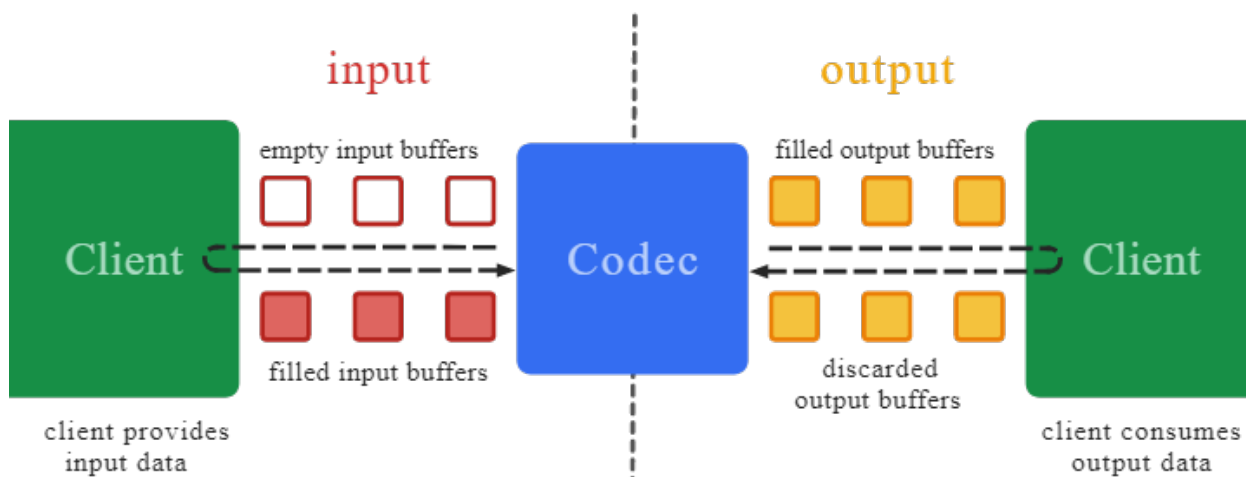 input
output
empty input buffers
filled output buffers
Client
Codec
Client
filled input buffers
discarded
output buffers
client provides
input data
client consumes
output data